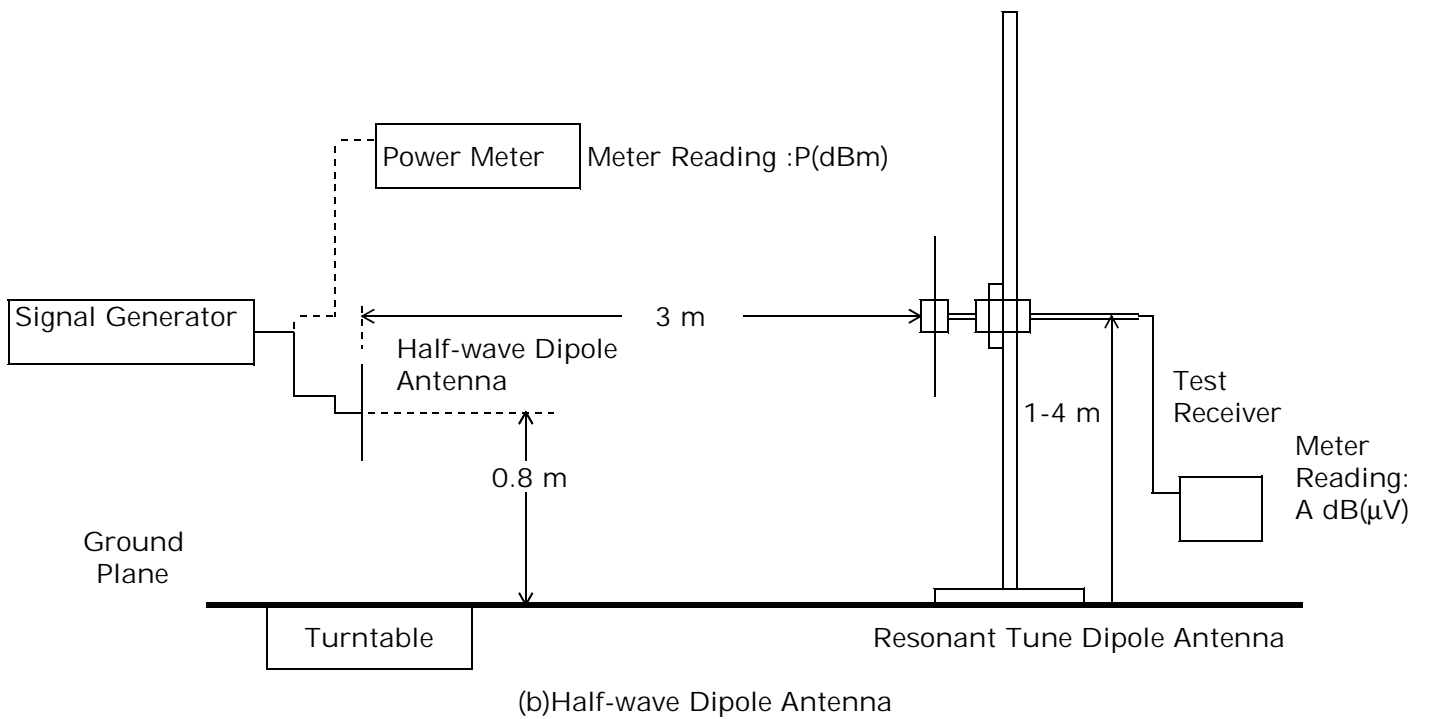 Power Meter
Meter Reading :P(dBm)
Signal Generator
3 m
Half-wave Dipole
Antenna
Test
Receiver
1-4 m
Meter
Reading:
A dB(μV)
0.8 m
Ground
Plane
Turntable
Resonant Tune Dipole Antenna
(b)Half-wave Dipole Antenna